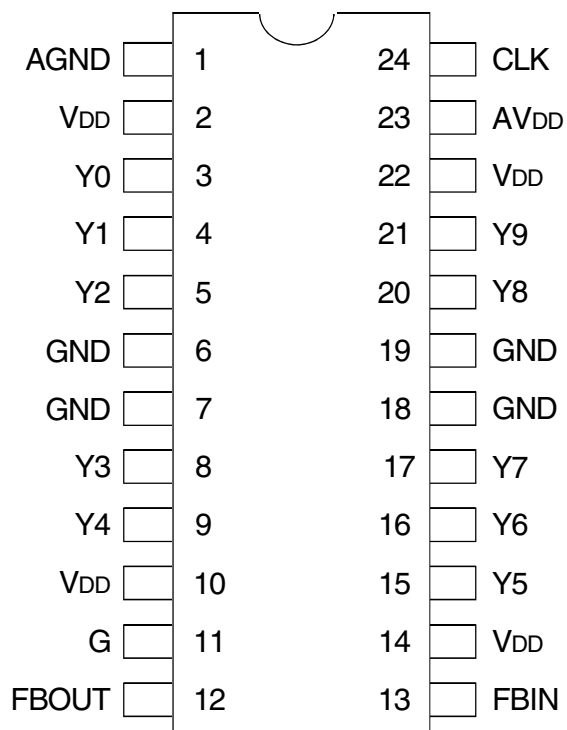 AGND 1 24 CLK
VDD 2 23 AVDD
Y0 3 22 VDD
Y1 4 21 Y9
Y2 5 20 Y8
GND 6 19 GND
GND 7 18 GND
Y3 8 17 Y7
Y4 9 16 Y6
VDD 10 15 Y5
G 11 14 VDD
FBOUT 12 13 FBIN